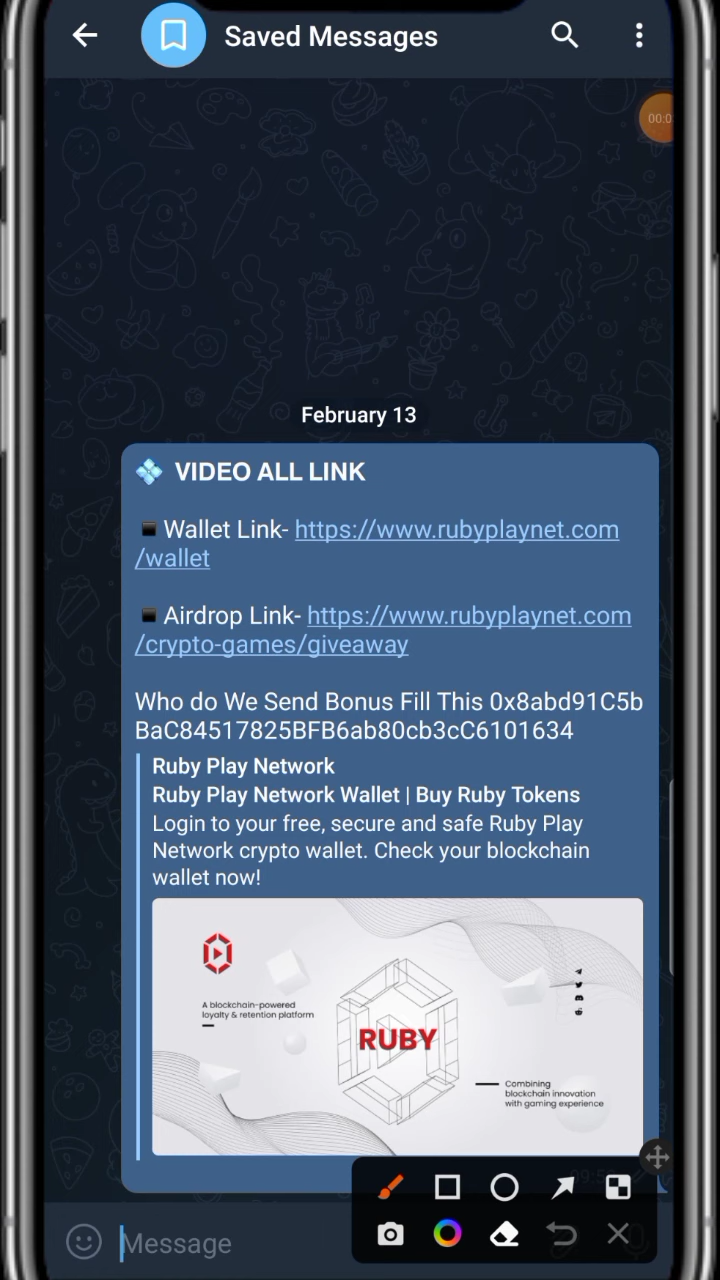 Saved Messages
00:0
February 13
VIDEO ALL LINK
Wallet Link- https://www.rubyplaynet.com
/wallet
Airdrop Link- https://www.rubyplaynet.com
/crypto-games/giveaway
Who do We Send Bonus Fill This 0x8abd91C5b
BaC84517825BFB6ab80cb3cC6101634
Ruby Play Network
Ruby Play Network Wallet | Buy Ruby Tokens
Login to your free, secure and safe Ruby Play
Network crypto wallet. Check your blockchain
wallet now!
A blockchain-powered
loyalty & retention platform
RUBY
Combining
blockchain innovation
with gaming experience
Message